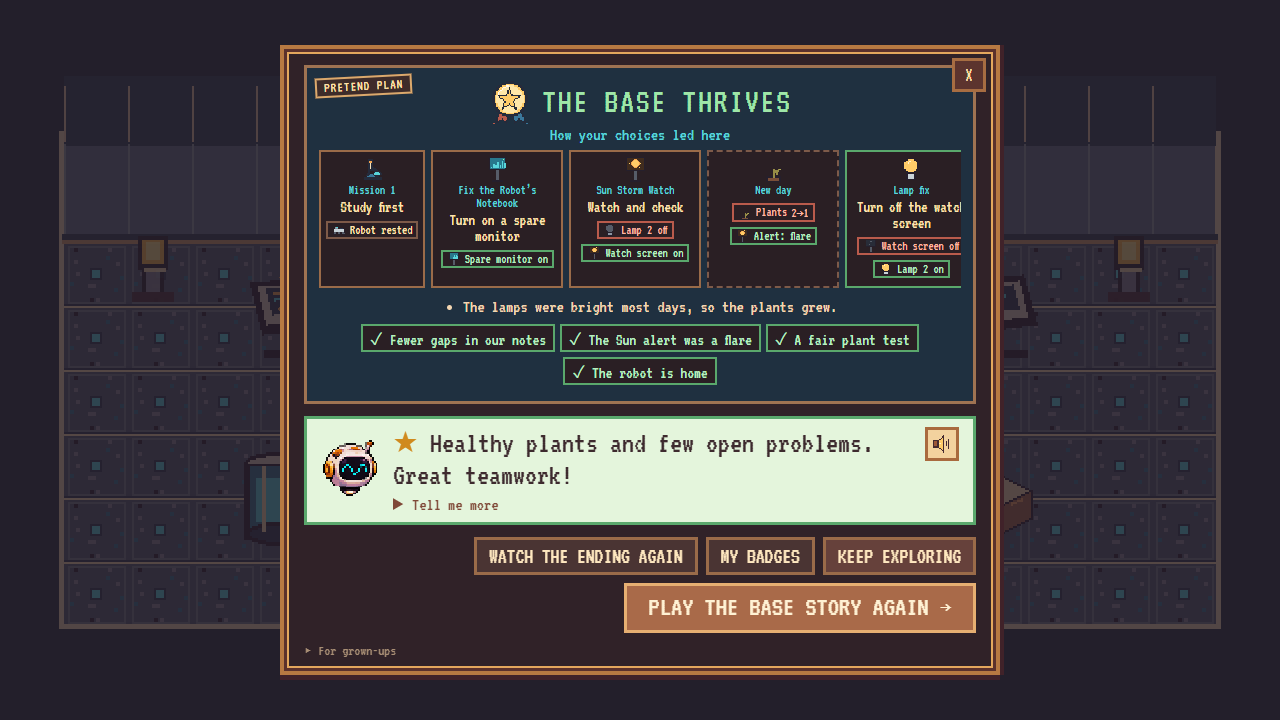 PRETEND PLAN
X
THE BASE THRIVES
How your choices led here
Mission 1
Study first
Robot rested
Fix the Robot's
Notebook
Turn on a spare
monitor
Spare monitor on
Sun Storm Watch
Watch and check
Lamp 2 off
Watch screen on
New day
Plants 2→1
Alert: flare
Lamp fix
Turn off the watch
screen
Watch screen off
Lamp 2 on
• The lamps were bright most days, so the plants grew.
✓ Fewer gaps in our notes
✓ The Sun alert was a flare
✓ A fair plant test
✓ The robot is home
★ Healthy plants and few open problems.
Great teamwork!
▶ Tell me more
WATCH THE ENDING AGAIN
MY BADGES
KEEP EXPLORING
PLAY THE BASE STORY AGAIN →
▶ For grown-ups